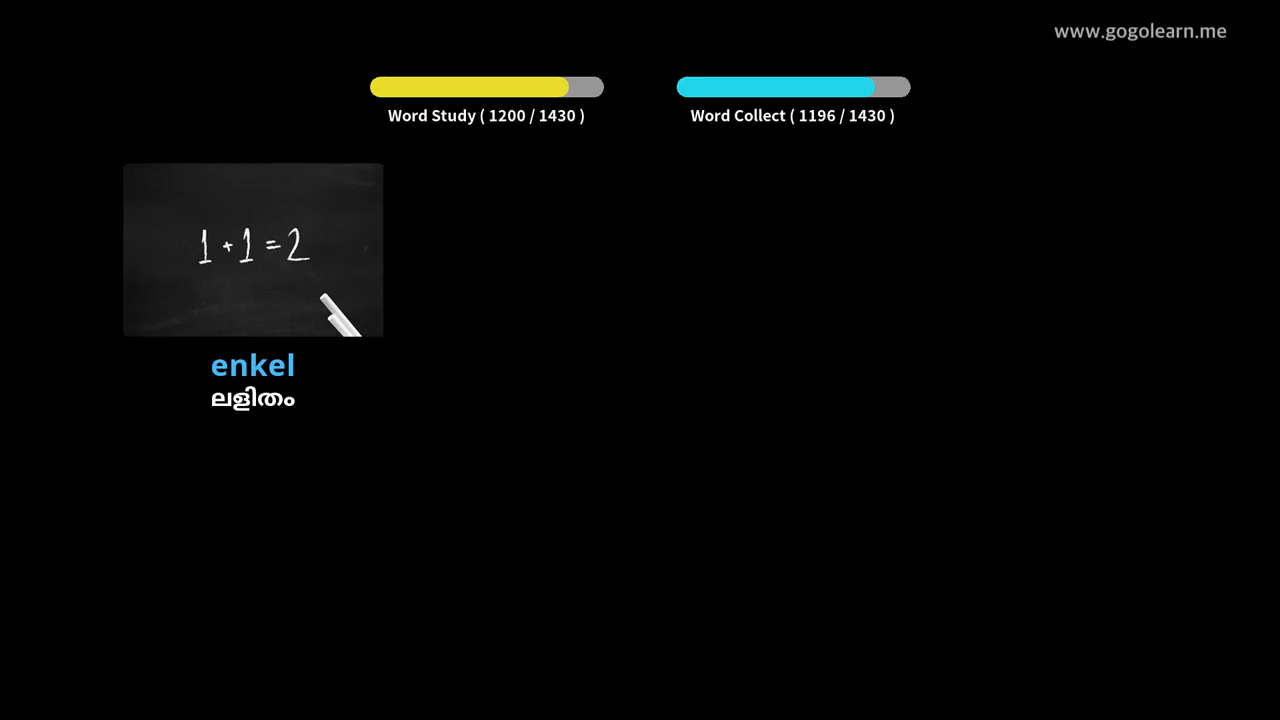 www.gogolearn.me
Word Study ( 1200 / 1430 )
Word Collect ( 1196 / 1430 )
1 + 1 = 2
enkel
ലളിതം